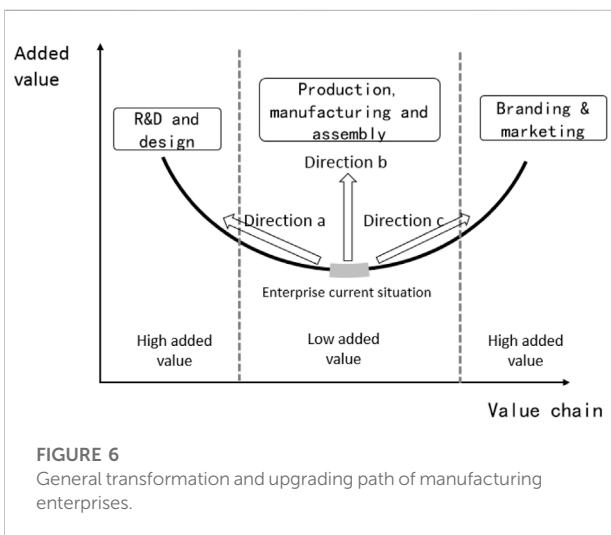 Added
value
R&D and
design
Production,
manufacturing and
assembly
Branding &
marketing
Direction b
Direction a
Direction c
Enterprise current situation
High added
value
Low added
value
High added
value
Value chain
FIGURE 6
General transformation and upgrading path of manufacturing
enterprises.